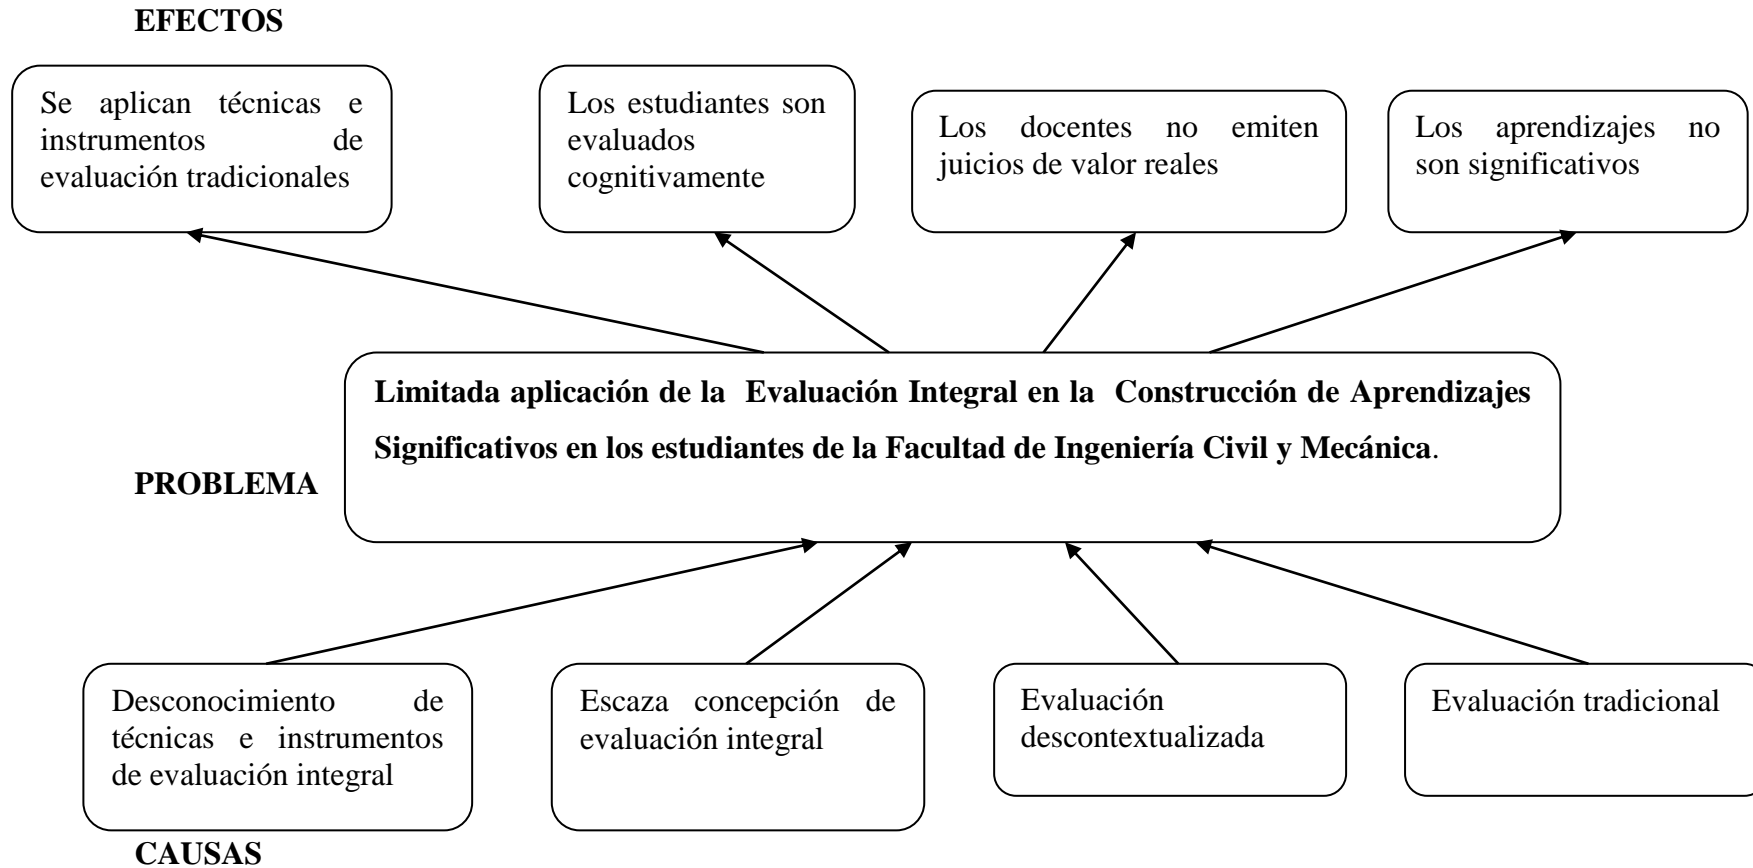 EFECTOS
Se aplican técnicas e
instrumentos de
evaluación tradicionales
Los estudiantes son
evaluados
cognitivamente
Los docentes no emiten
juicios de valor reales
Los aprendizajes no
son significativos
Limitada aplicación de la Evaluación Integral en la Construcción de Aprendizajes
Significativos en los estudiantes de la Facultad de Ingeniería Civil y Mecánica.
PROBLEMA
Desconocimiento de
técnicas e instrumentos
de evaluación integral
Escaza concepción de
evaluación integral
Evaluación
descontextualizada
Evaluación tradicional
CAUSAS